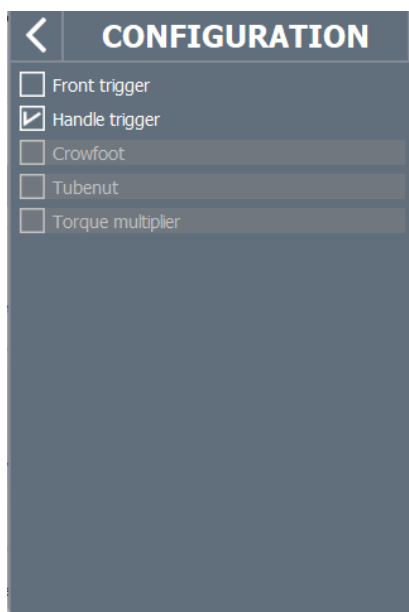 CONFIGURATION
Front trigger
Handle trigger
Crowfoot
Tubenut
Torque multiplier